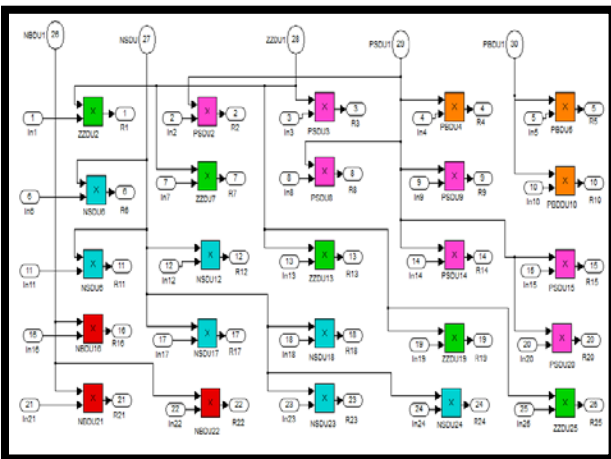 NBDU1 26 NSDU1 27 ZZDU1 28 PSDU1 29 PBDU1 30
1 X 1 2 X 2 3 X 3 4 X 4 5 X 5
In1 ZZDU2 R1 In2 PSDU2 R2 In3 PSDU3 R3 In4 PBDU4 R4 In5 PBDU5 R5
6 X 6 7 X 7 8 X 8 9 X 9 10 X 10
In6 NSDU6 R6 In7 ZZDU7 R7 In8 PSDU8 R8 In9 PSDU9 R9 In10 PBDDU10 R10
11 X 11 12 X 12 13 X 13 14 X 14 15 X 15
In11 NSDU6 R11 In12 NSDU12 R12 In13 ZZDU13 R13 In14 PSDU14 R14 In15 PSDU15 R15
16 X 16 17 X 17 18 X 18 19 X 19 20 X 20
In16 NBDU16 R16 In17 NSDU17 R17 In18 NSDU18 R18 In19 ZZDU19 R19 In20 PSDU20 R20
21 X 21 22 X 22 23 X 23 24 X 24 25 X 25
In21 NBDU21 R21 In22 NBDU22 R22 In23 NSDU23 R23 In24 NSDU24 R24 In25 ZZDU25 R25